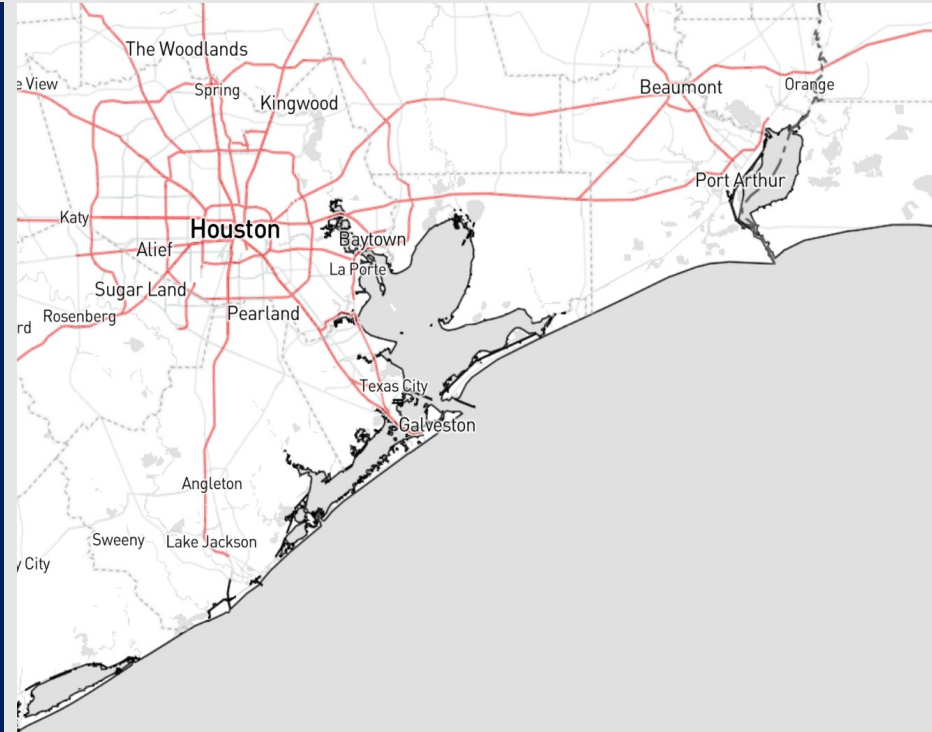 The Woodlands
e View
Spring
Kingwood
Beaumont
Orange
Port Arthur
Katy
Houston
Alief
Baytown
La Porte
Sugar Land
Rosenberg
Pearland
rd
Texas City
Galveston
Angleton
Sweeny
Lake Jackson
y City